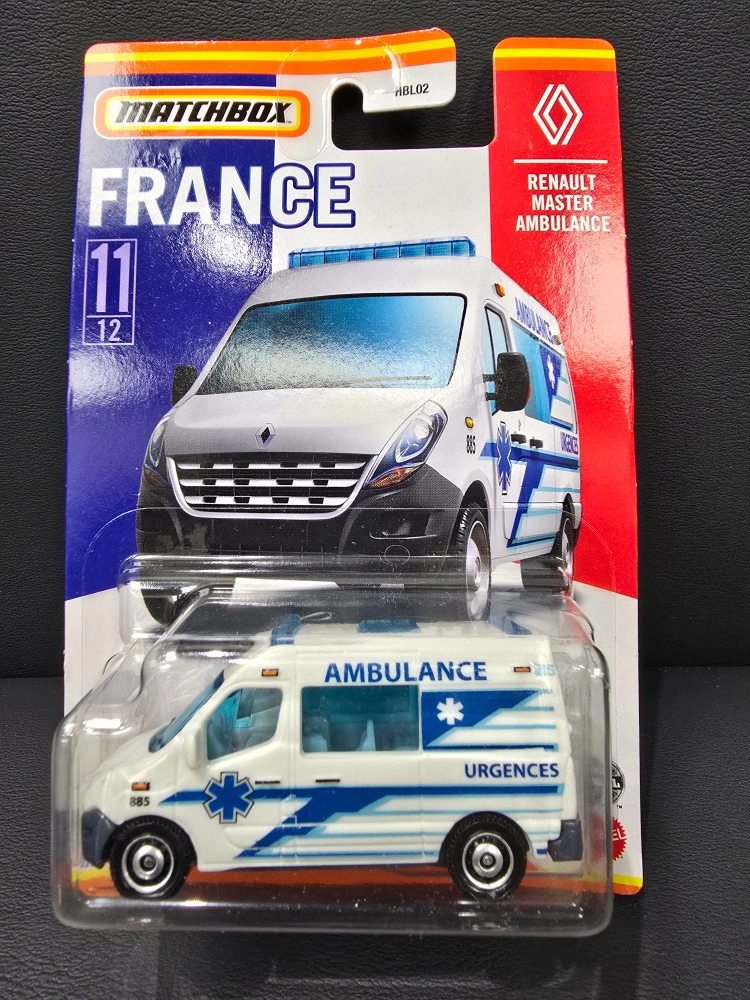 HBL02
MATCHBOX
FRANCE
11
12
RENAULT
MASTER
AMBULANCE
AMBULANCE
URGENCES
885
AMBULANCE
215
URGENCES
885